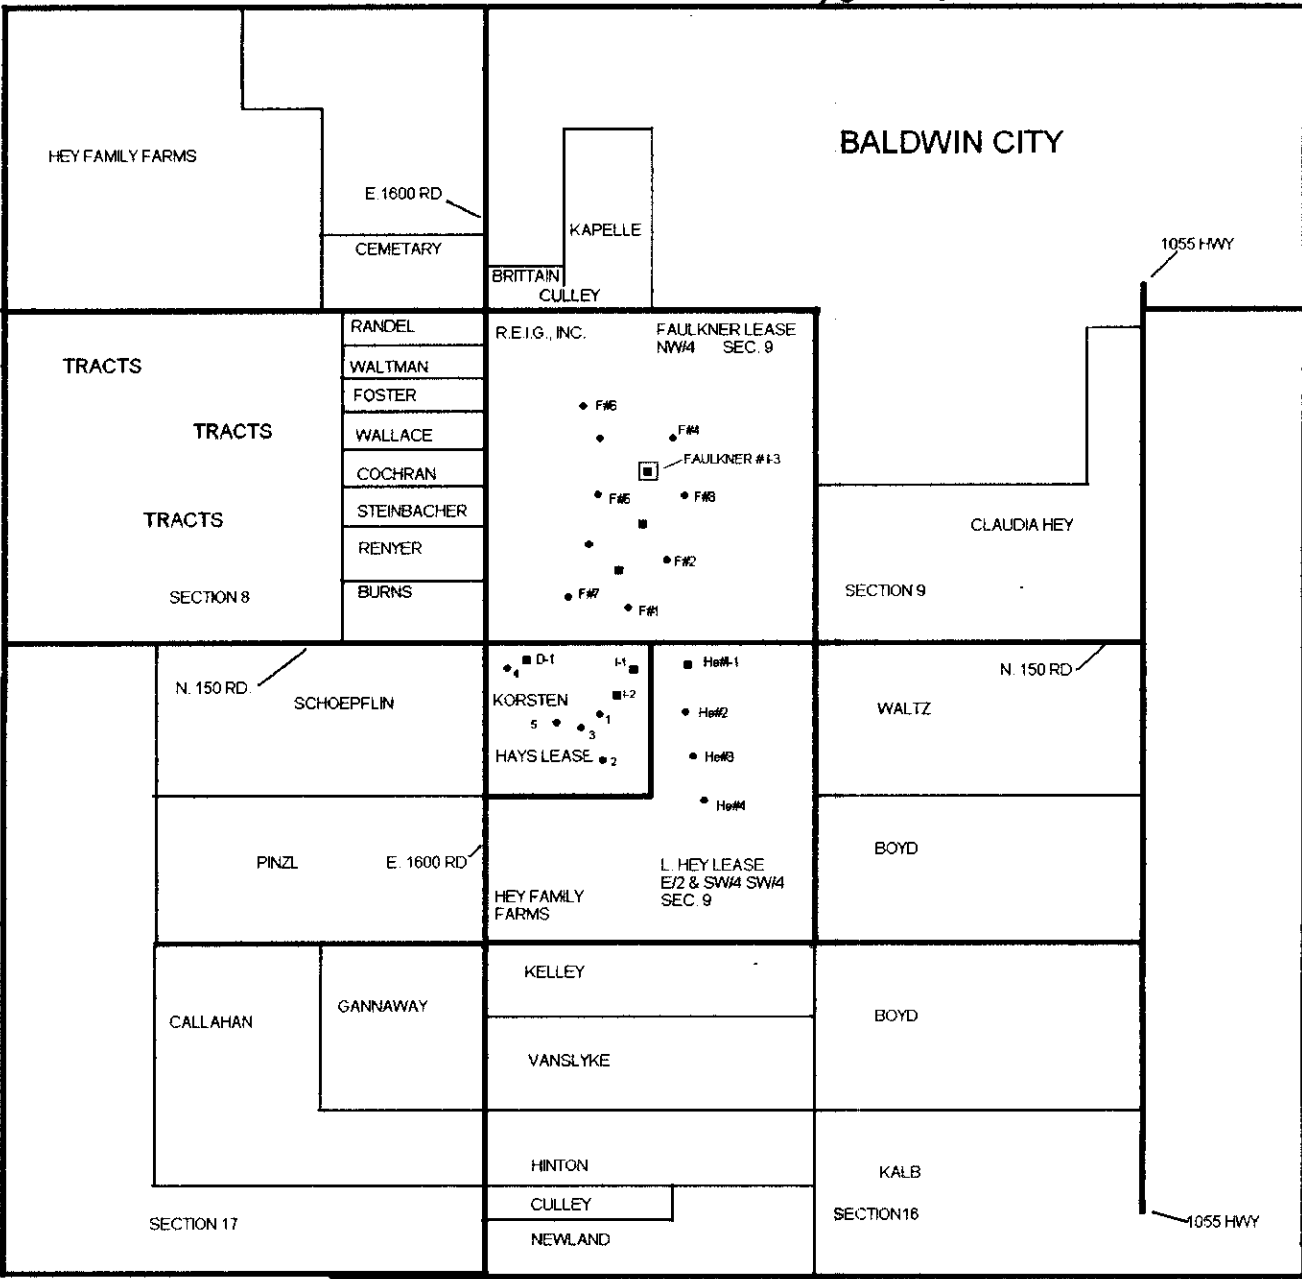 BALDWIN CITY
HEY FAMILY FARMS
E. 1600 RD
KAPELLE
CEMETARY
1055 HWY
BRITTAIN
CULLEY
RANDEL
R.E.I.G., INC.
FAULKNER LEASE
NW/4 SEC. 9
TRACTS
WALTMAN
FOSTER
F#6
TRACTS
WALLACE
F#4
FAULKNER #I-3
COCHRAN
F#5
F#3
STEINBACHER
TRACTS
CLAUDIA HEY
RENYER
F#2
SECTION 8
BURNS
F#7
F#1
SECTION 9
D-1
I-1
He#I-1
4
N. 150 RD.
N. 150 RD
SCHOEPFLIN
KORSTEN
I-2
WALTZ
1
He#2
5
3
HAYS LEASE
2
He#3
He#4
PINZL
E. 1600 RD
BOYD
L. HEY LEASE
E/2 & SW/4 SW/4
SEC. 9
HEY FAMILY
FARMS
KELLEY
GANNAWAY
CALLAHAN
BOYD
VANSLYKE
HINTON
KALB
CULLEY
SECTION 17
SECTION16
1055 HWY
NEWLAND